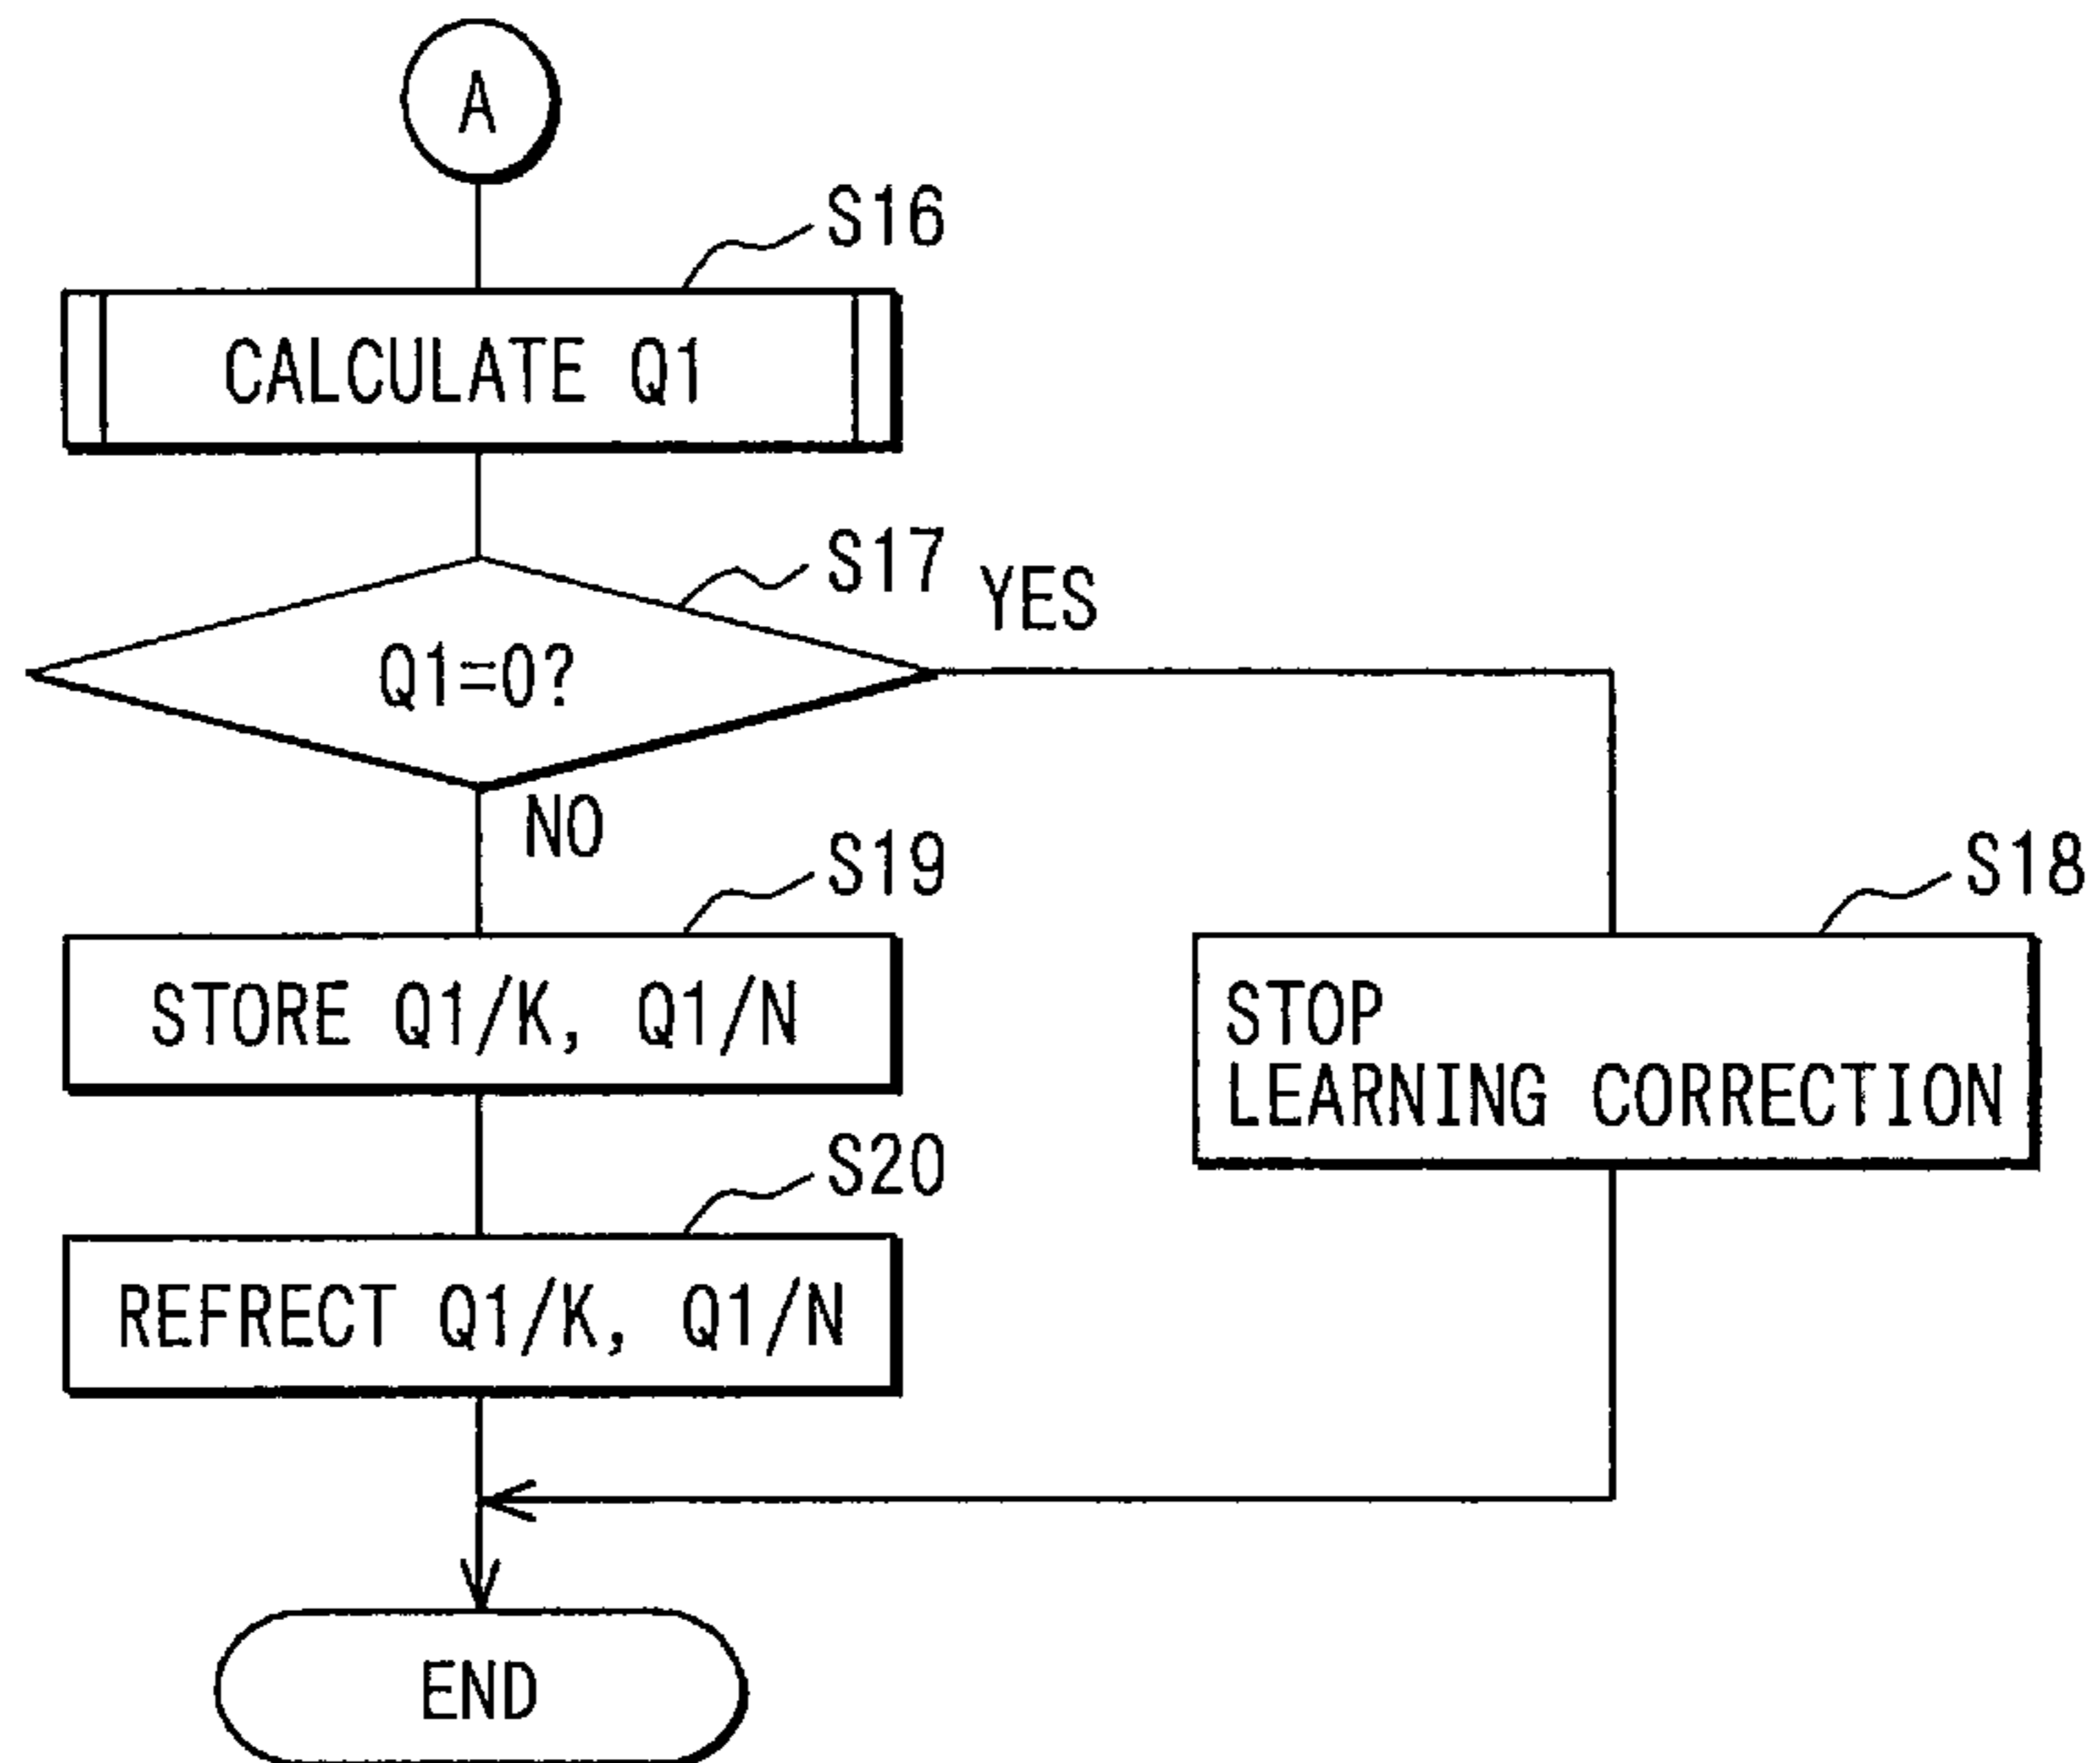 A
S16
CALCULATE Q1
S17
YES
Q1=0?
NO
S19
S18
STORE Q1/K, Q1/N
STOP
LEARNING CORRECTION
S20
REFRECT Q1/K, Q1/N
END